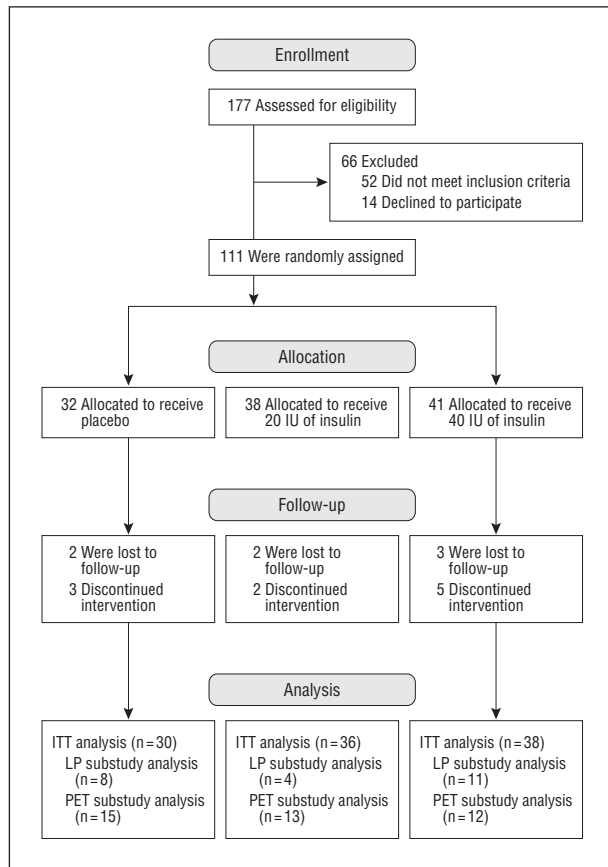 Enrollment
177 Assessed for eligibility
66 Excluded
52 Did not meet inclusion criteria
14 Declined to participate
111 Were randomly assigned
Allocation
32 Allocated to receive
placebo
38 Allocated to receive
20 IU of insulin
41 Allocated to receive
40 IU of insulin
Follow-up
2 Were lost to
follow-up
3 Discontinued
intervention
2 Were lost to
follow-up
2 Discontinued
intervention
3 Were lost to
follow-up
5 Discontinued
intervention
Analysis
ITT analysis (n=30)
LP substudy analysis
(n=8)
PET substudy analysis
(n=15)
ITT analysis (n=36)
LP substudy analysis
(n=4)
PET substudy analysis
(n=13)
ITT analysis (n=38)
LP substudy analysis
(n=11)
PET substudy analysis
(n=12)